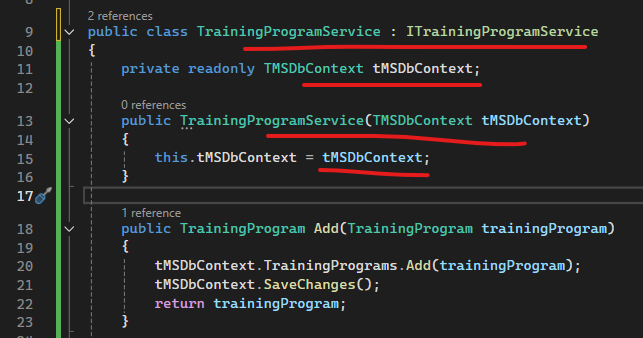 8
2 references
9 public class TrainingProgramService : ITrainingProgramService
10 {
11 private readonly TMSDbContext tMSDbContext;
12
0 references
13 public TrainingProgramService(TMSDbContext tMSDbContext)
14 {
15 this.tMSDbContext = tMSDbContext;
16 }
17
1 reference
18 public TrainingProgram Add(TrainingProgram trainingProgram)
19 {
20 tMSDbContext.TrainingPrograms.Add(trainingProgram);
21 tMSDbContext.SaveChanges();
22 return trainingProgram;
23 }